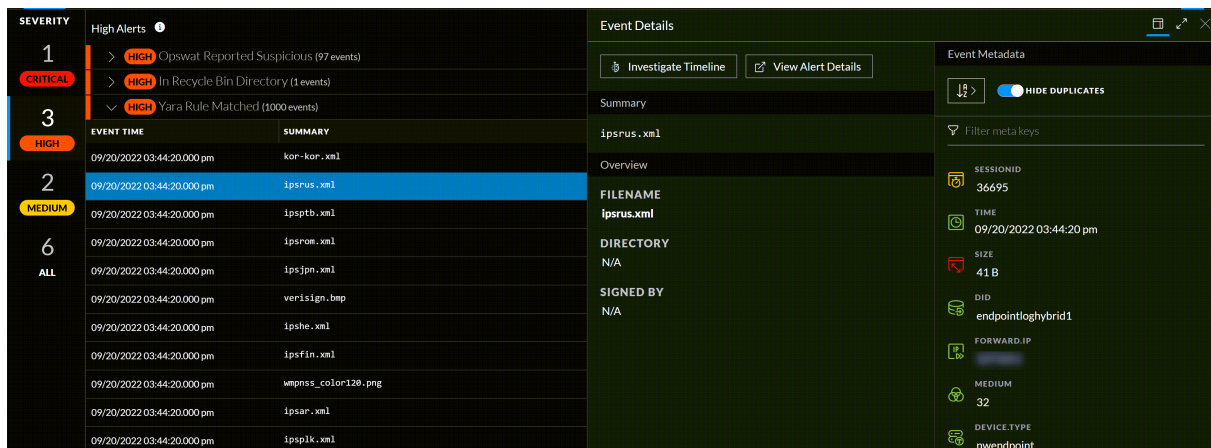 SEVERITY
1
CRITICAL
3
HIGH
2
MEDIUM
6
ALL
High Alerts
HIGH Opswat Reported Suspicious (97 events)
HIGH In Recycle Bin Directory (1 events)
HIGH Yara Rule Matched (1000 events)
EVENT TIME SUMMARY
09/20/2022 03:44:20.000 pm kor-kor.xml
09/20/2022 03:44:20.000 pm ipsrus.xml
09/20/2022 03:44:20.000 pm ipsptb.xml
09/20/2022 03:44:20.000 pm ipsrom.xml
09/20/2022 03:44:20.000 pm ipsjpn.xml
09/20/2022 03:44:20.000 pm verisign.bmp
09/20/2022 03:44:20.000 pm ipshe.xml
09/20/2022 03:44:20.000 pm ipsfin.xml
09/20/2022 03:44:20.000 pm wmpnss_color120.png
09/20/2022 03:44:20.000 pm ipsar.xml
09/20/2022 03:44:20.000 pm ipsplk.xml
Event Details
Investigate Timeline View Alert Details
Summary
ipsrus.xml
Overview
FILENAME
ipsrus.xml
DIRECTORY
N/A
SIGNED BY
N/A
Event Metadata
HIDE DUPLICATES
Filter meta keys
SESSIONID
36695
TIME
09/20/2022 03:44:20 pm
SIZE
41 B
DID
endpointloghybrid1
FORWARD.IP
MEDIUM
32
DEVICE.TYPE
nwendpoint